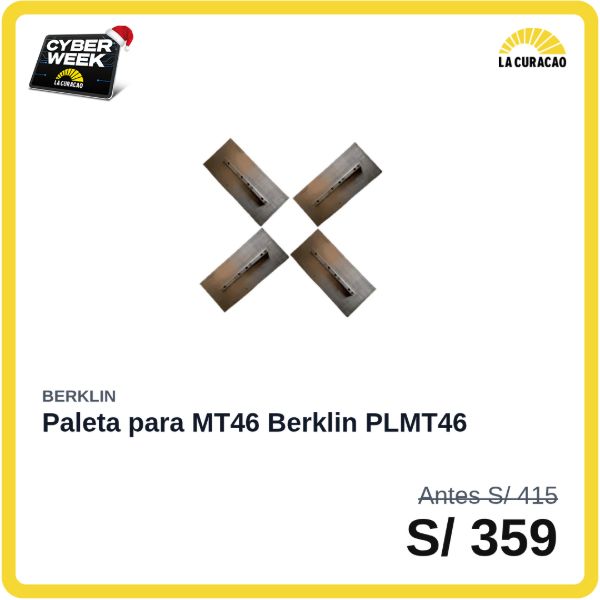 CYBER
WEEK
LA CURACAO
LA CURACAO
BERKLIN
Paleta para MT46 Berklin PLMT46
Antes S/ 415
S/ 359